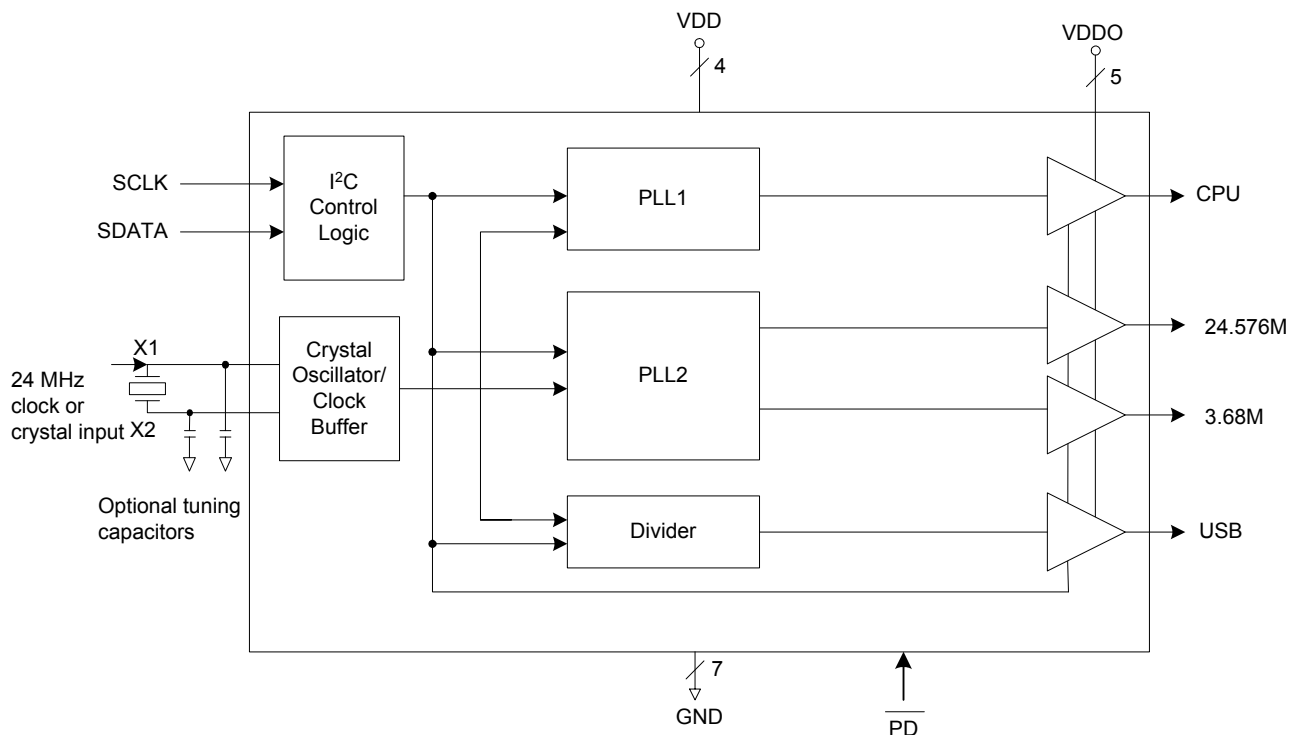 VDD
4
VDDO
5
SCLK
SDATA
I²C
Control
Logic
PLL1
CPU
X1
24 MHz
clock or
crystal input
X2
Crystal
Oscillator/
Clock
Buffer
PLL2
24.576M
3.68M
Optional tuning
capacitors
Divider
USB
7
GND
PD